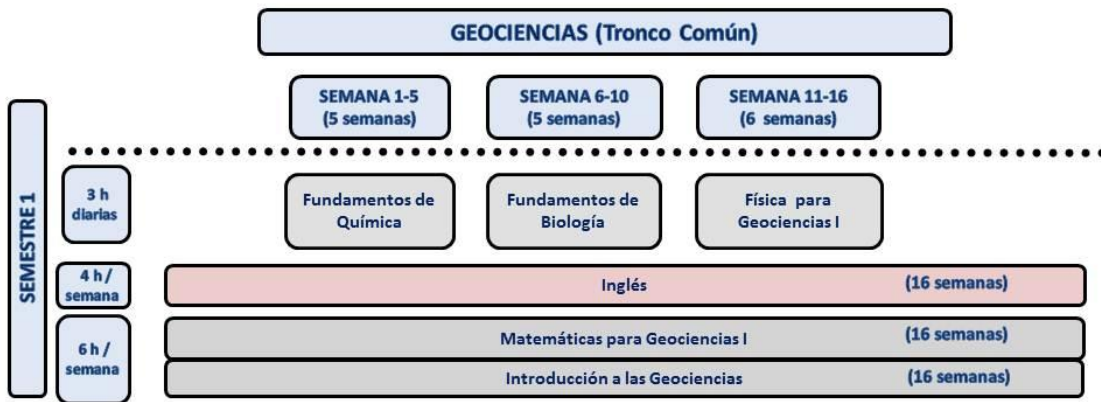 GEOCIENCIAS (Tronco Común)
SEMANA 1-5
(5 semanas)
SEMANA 6-10
(5 semanas)
SEMANA 11-16
(6 semanas)
SEMESTRE 1
3 h
diarias
Fundamentos de
Química
Fundamentos de
Biología
Física para
Geociencias I
4 h /
semana
Inglés (16 semanas)
6 h /
semana
Matemáticas para Geociencias I (16 semanas)
Introducción a las Geociencias (16 semanas)